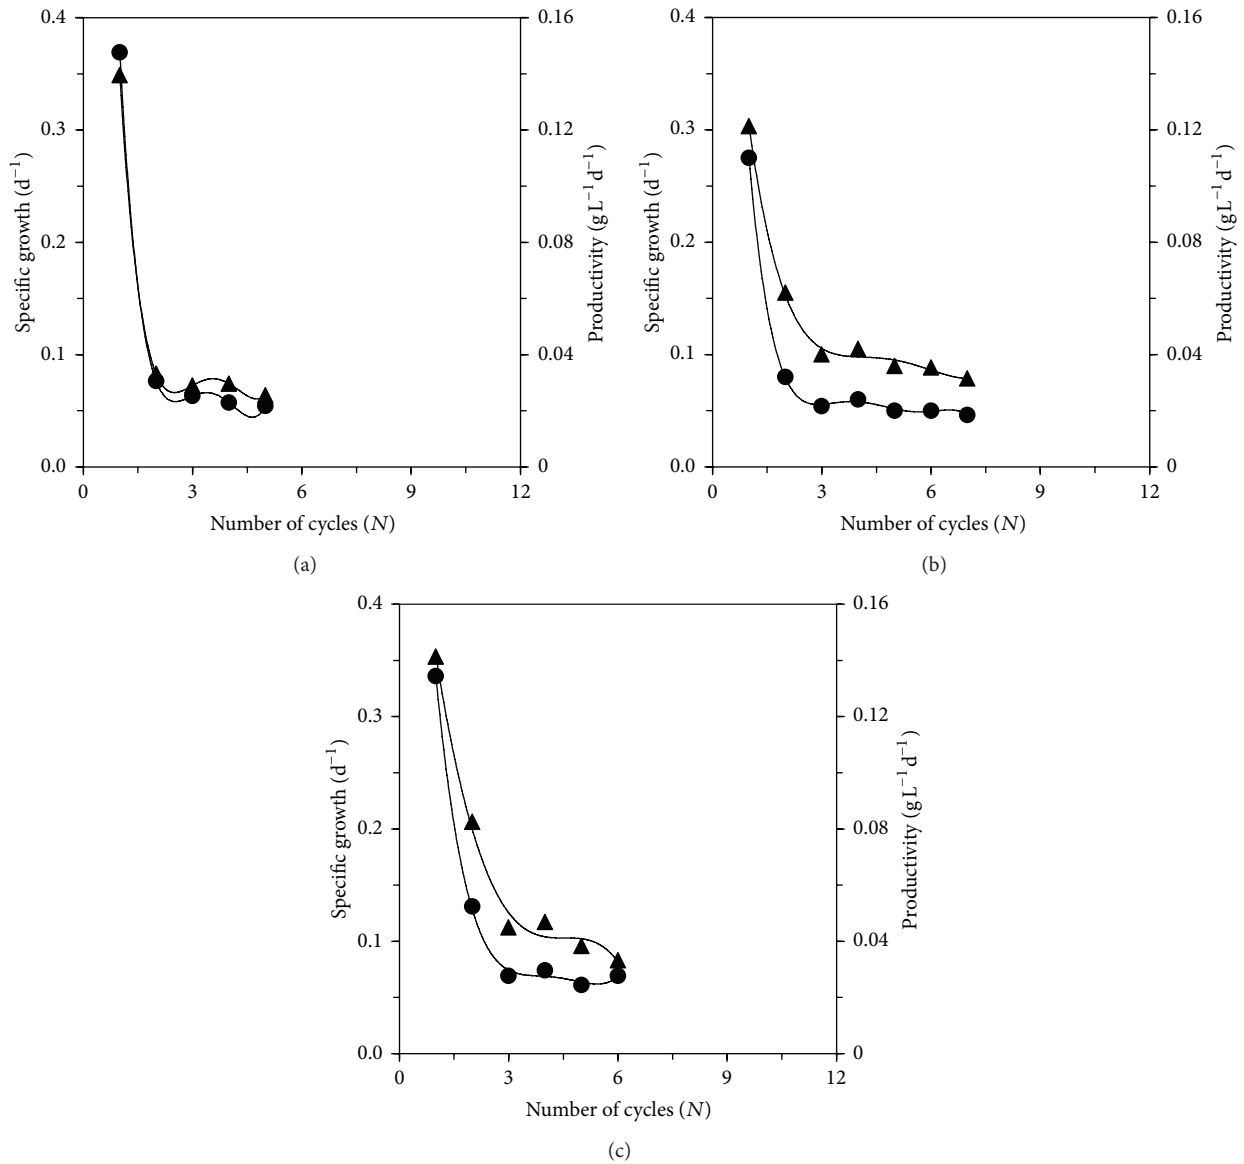 Specific growth (d⁻¹)
0.4
0.3
0.2
0.1
0.0
0 3 6 9 12
Number of cycles (N)
0.16
0.12
0.08
0.04
0
Productivity (g L⁻¹ d⁻¹)
(a)
Specific growth (d⁻¹)
0.4
0.3
0.2
0.1
0.0
0 3 6 9 12
Number of cycles (N)
0.16
0.12
0.08
0.04
0
Productivity (g L⁻¹ d⁻¹)
(b)
Specific growth (d⁻¹)
0.4
0.3
0.2
0.1
0.0
0 3 6 9 12
Number of cycles (N)
0.16
0.12
0.08
0.04
0
Productivity (g L⁻¹ d⁻¹)
(c)